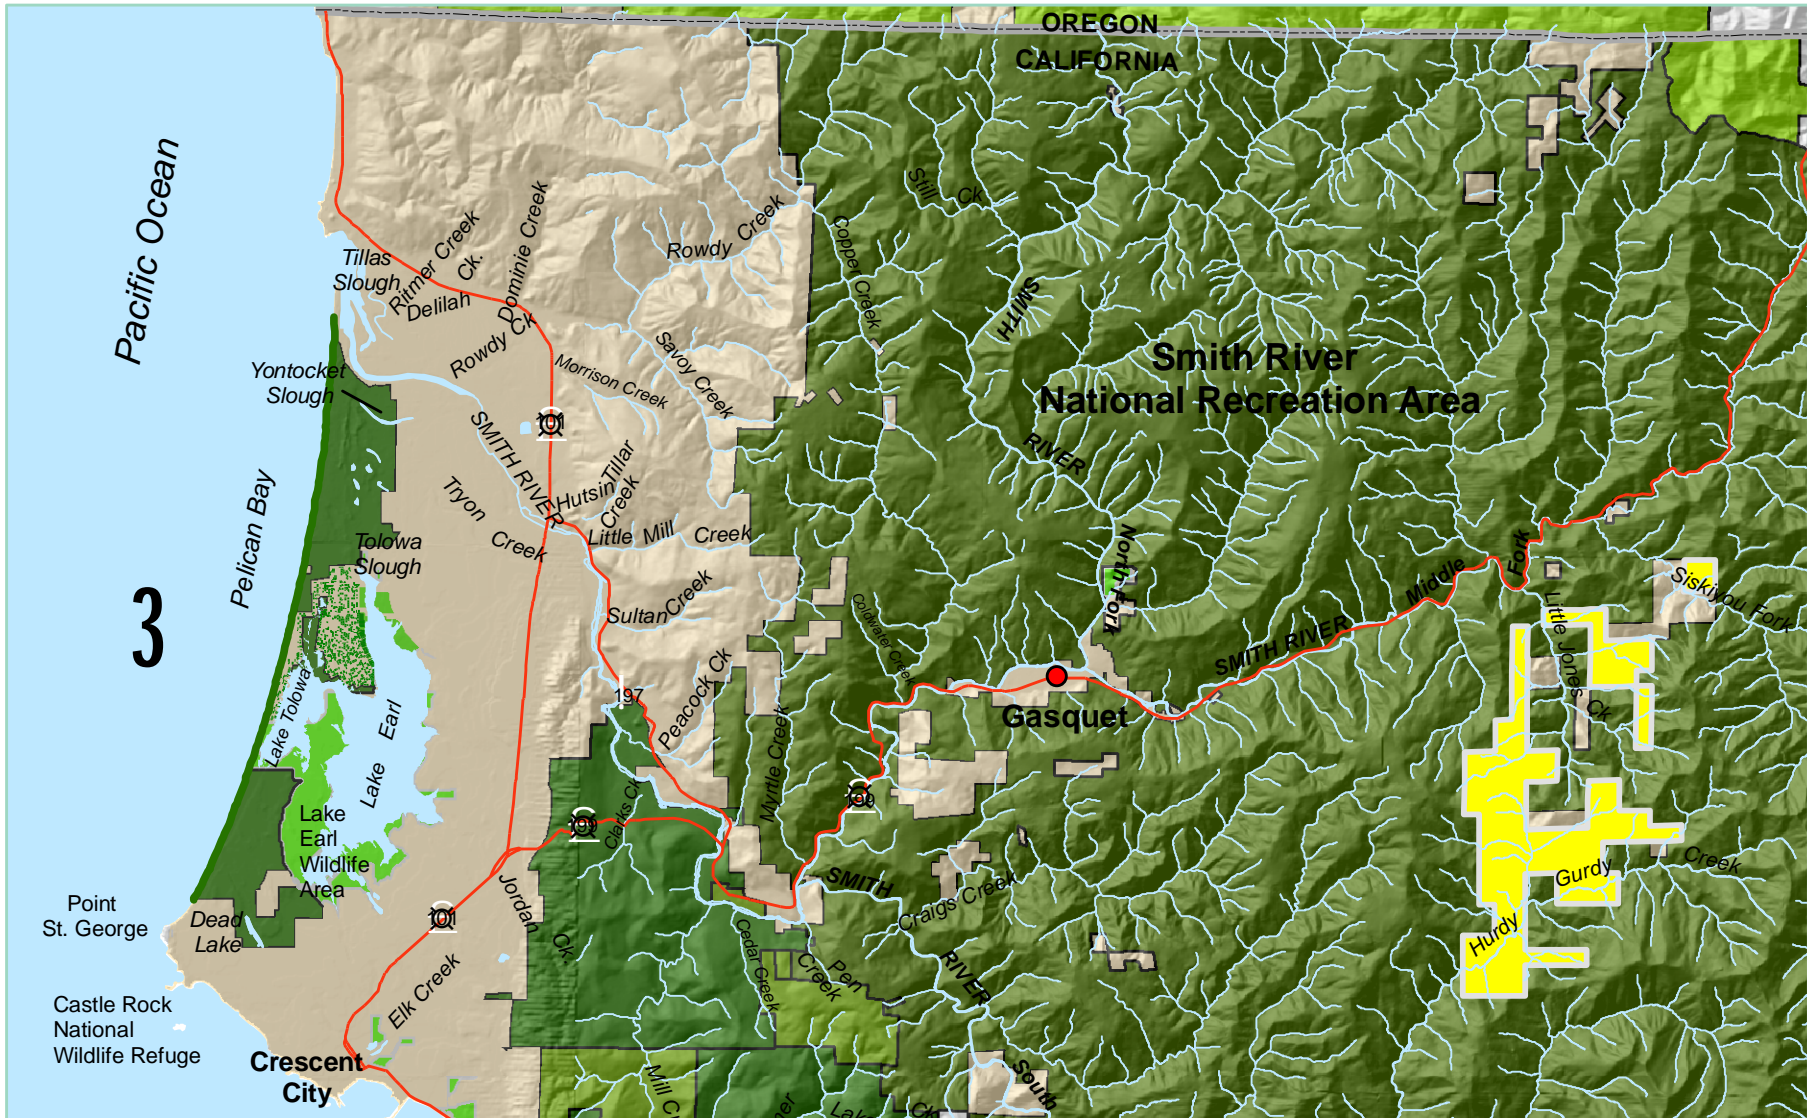 OREGON
CALIFORNIA
Pacific Ocean
Still Ck
Copper Creek
Rowdy Creek
Dominie Creek
Ritmer Creek
Delilah Ck.
Tillas
Slough
Rowdy Ck
SMITH
Smith River
National Recreation Area
Savoy Creek
Morrison Creek
Yontocket
Slough
101
SMITH RIVER
RIVER
Tillar
Hutsin
Creek
Tryon Creek
Little Mill Creek
Pelican Bay
Tolowa
Slough
3
North Fork
Middle
Fork
Siskiyou Fork
Little Jones Ck
Sultan Creek
Coldwater Creek
SMITH RIVER
Peacock Ck
197
Lake Tolowa
Lake Earl
Myrtle Creek
Gasquet
199
199
Clarks Ck
Lake
Earl
Wildlife
Area
Gurdy
Creek
Hurdy
SMITH
Craigs Creek
Jordan Ck
Point
St. George
Dead
Lake
101
Cedar Creek
Pen
Creek
RIVER
Elk Creek
Castle Rock
National
Wildlife Refuge
Crescent
City
Mill C
ner
Lake
Ck
South